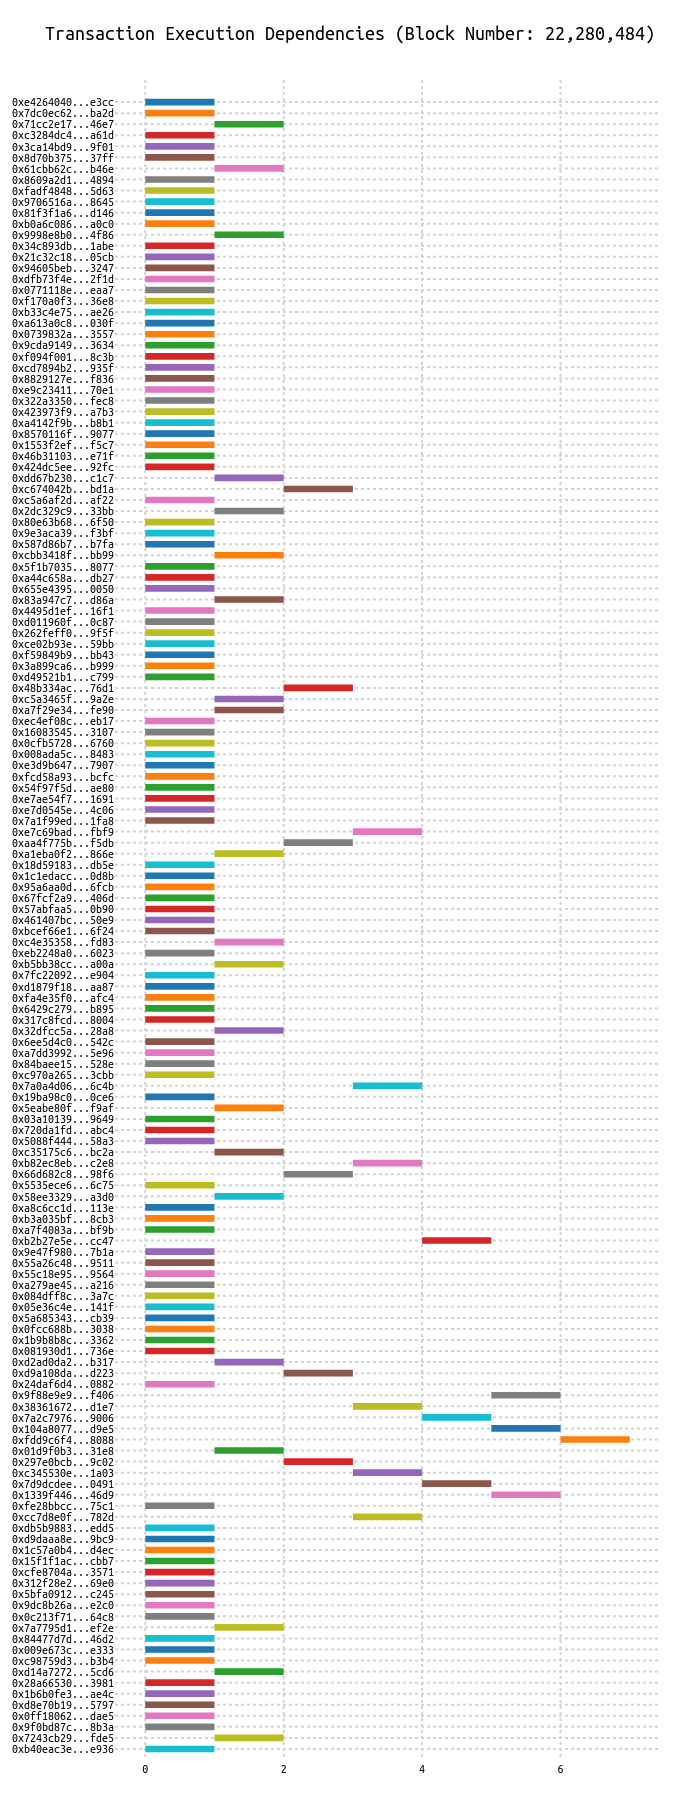 Transaction Execution Dependencies (Block Number: 22,280,484)
0xe4264040...e3cc
0x7dc0ec62...ba2d
0x71cc2e17...46e7
0xc3284dc4...a61d
0x3ca14bd9...9f01
0x8d70b375...37ff
0x61cbb62c...b46e
0x8609a2d1...4894
0xfadf4848...5d63
0x9706516a...8645
0x81f3f1a6...d146
0xb0a6c086...a0c0
0x9998e8b0...4f86
0x34c893db...1abe
0x21c32c18...05cb
0x94605beb...3247
0xdfb73f4e...2f1d
0x0771118e...eaa7
0xf170a0f3...36e8
0xb33c4e75...ae26
0xa613a0c8...030f
0x0739832a...3557
0x9cda9149...3634
0xf094f001...8c3b
0xcd7894b2...935f
0x8829127e...f836
0xe9c23411...70e1
0x322a3350...fec8
0x423973f9...a7b3
0xa4142f9b...b8b1
0x8570116f...9077
0x1553f2ef...f5c7
0x46b31103...e71f
0x424dc5ee...92fc
0xdd67b230...c1c7
0xc674042b...bd1a
0xc5a6af2d...af22
0x2dc329c9...33bb
0x80e63b68...6f50
0x9e3aca39...f3bf
0x587d86b7...b7fa
0xcbb3418f...bb99
0x5f1b7035...8077
0xa44c658a...db27
0x655e4395...0050
0x83a947c7...d86a
0x4495d1ef...16f1
0xd011960f...0c87
0x262feff0...9f5f
0xce02b93e...59bb
0xf59849b9...bb43
0x3a899ca6...b999
0xd49521b1...c799
0x48b334ac...76d1
0xc5a3465f...9a2e
0xa7f29e34...fe90
0xec4ef08c...eb17
0x16083545...3107
0x0cfb5728...6760
0x008ada5c...8483
0xe3d9b647...7907
0xfcd58a93...bcfc
0x54f97f5d...ae80
0xe7ae54f7...1691
0xe7d0545e...4c06
0x7a1f99ed...1fa8
0xe7c69bad...fbf9
0xaa4f775b...f5db
0xa1eba0f2...866e
0x18d59183...db5e
0x1c1edacc...0d8b
0x95a6aa0d...6fcb
0x67fcf2a9...406d
0x57abfaa5...0b90
0x461407bc...50e9
0xbcef66e1...6f24
0xc4e35358...fd83
0xeb2248a0...6023
0xb5bb38cc...a00a
0x7fc22092...e904
0xd1879f18...aa87
0xfa4e35f0...afc4
0x6429c279...b895
0x317c8fcd...8004
0x32dfcc5a...28a8
0x6ee5d4c0...542c
0xa7dd3992...5e96
0x84baee15...528e
0xc970a265...3cbb
0x7a0a4d06...6c4b
0x19ba98c0...0ce6
0x5eabe80f...f9af
0x03a10139...9649
0x720da1fd...abc4
0x5088f444...58a3
0xc35175c6...bc2a
0xb82ec8eb...c2e8
0x66d682c8...98f6
0x5535ece6...6c75
0x58ee3329...a3d0
0xa8c6cc1d...113e
0xb3a035bf...8cb3
0xa7f4083a...bf9b
0xb2b27e5e...cc47
0x9e47f980...7b1a
0x55a26c48...9511
0x55c18e95...9564
0xa279ae45...a216
0x084dff8c...3a7c
0x05e36c4e...141f
0x5a685343...cb39
0x0fcc688b...3038
0x1b9b8b8c...3362
0x081930d1...736e
0xd2ad0da2...b317
0xd9a108da...d223
0x24daf6d4...0882
0x9f88e9e9...f406
0x38361672...d1e7
0x7a2c7976...9006
0x104a8077...d9e5
0xfdd9c6f4...8088
0x01d9f0b3...31e8
0x297e0bcb...9c02
0xc345530e...1a03
0x7d9dcdee...0491
0x1339f446...46d9
0xfe28bbcc...75c1
0xcc7d8e0f...782d
0xdb5b9883...edd5
0xd9daaa8e...9bc9
0x1c57a0b4...d4ec
0x15f1f1ac...cbb7
0xcfe8704a...3571
0x312f28e2...69e0
0x5bfa0912...c245
0x9dc8b26a...e2c0
0x0c213f71...64c8
0x7a7795d1...ef2e
0x84477d7d...46d2
0x009e673c...e333
0xc98759d3...b3b4
0xd14a7272...5cd6
0x28a66530...3981
0x1b6b0fe3...ae4c
0xd8e70b19...5797
0x0ff18062...dae5
0x9f0bd87c...8b3a
0x7243cb29...fde5
0xb40eac3e...e936
0 2 4 6